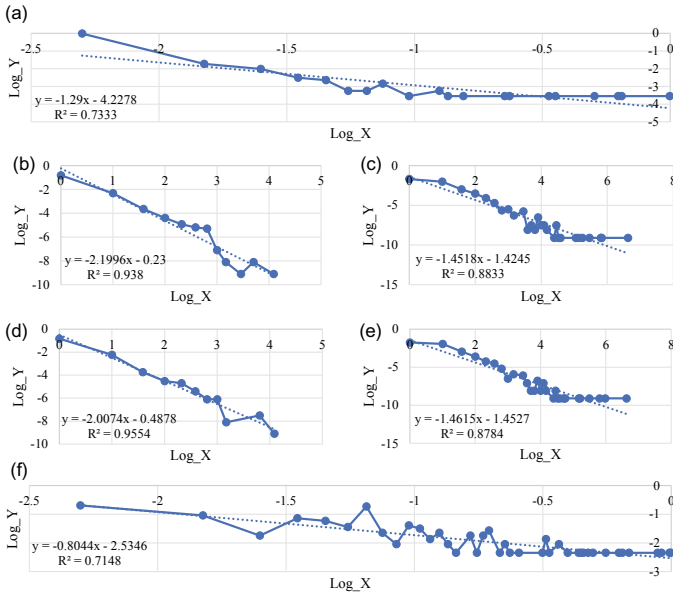 (a)
-2.5 -2 -1.5 -1 -0.5 0
0
-1
-2
-3
-4
-5
Log_Y
y = -1.29x - 4.2278
R² = 0.7333
Log_X
(b)
0
-2
-4
-6
-8
-10
0 1 2 3 4 5
Log_Y
y = -2.1996x - 0.23
R² = 0.938
Log_X
(c)
0
-5
-10
-15
0 2 4 6 8
Log_Y
y = -1.4518x - 1.4245
R² = 0.8833
Log_X
(d)
0
-2
-4
-6
-8
-10
0 1 2 3 4 5
Log_Y
y = -2.0074x - 0.4878
R² = 0.9554
Log_X
(e)
0
-5
-10
-15
0 2 4 6 8
Log_Y
y = -1.4615x - 1.4527
R² = 0.8784
Log_X
(f)
-2.5 -2 -1.5 -1 -0.5 0
0
-1
-2
-3
Log_Y
y = -0.8044x - 2.5346
R² = 0.7148
Log_X